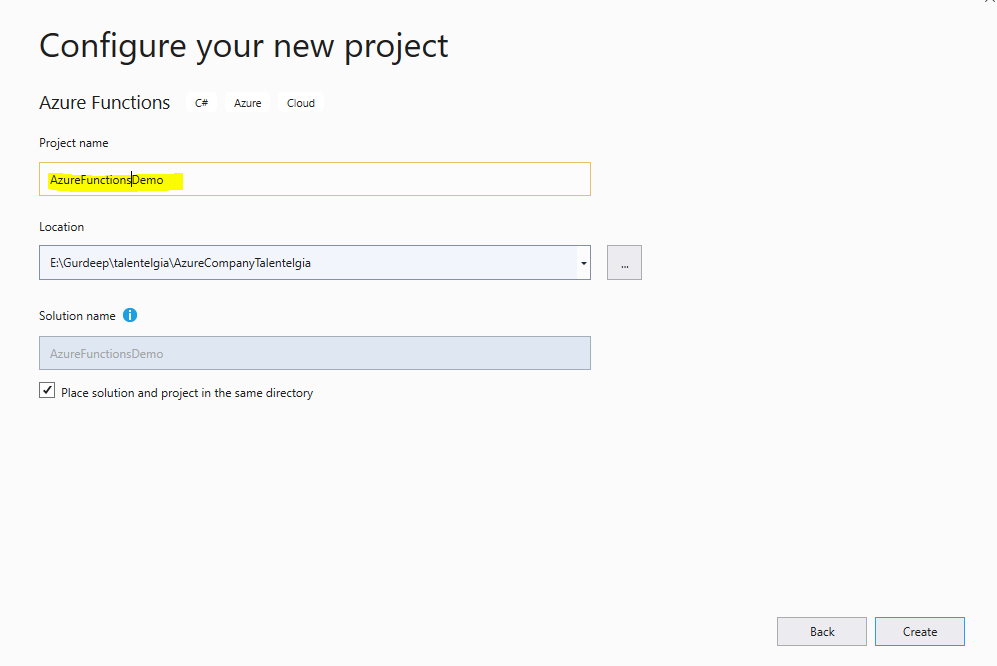 Configure your new project
Azure Functions C# Azure Cloud
Project name
AzureFunctionsDemo
Location
E:\Gurdeep\talentelgia\AzureCompanyTalentelgia
...
Solution name
AzureFunctionsDemo
Place solution and project in the same directory
Back Create